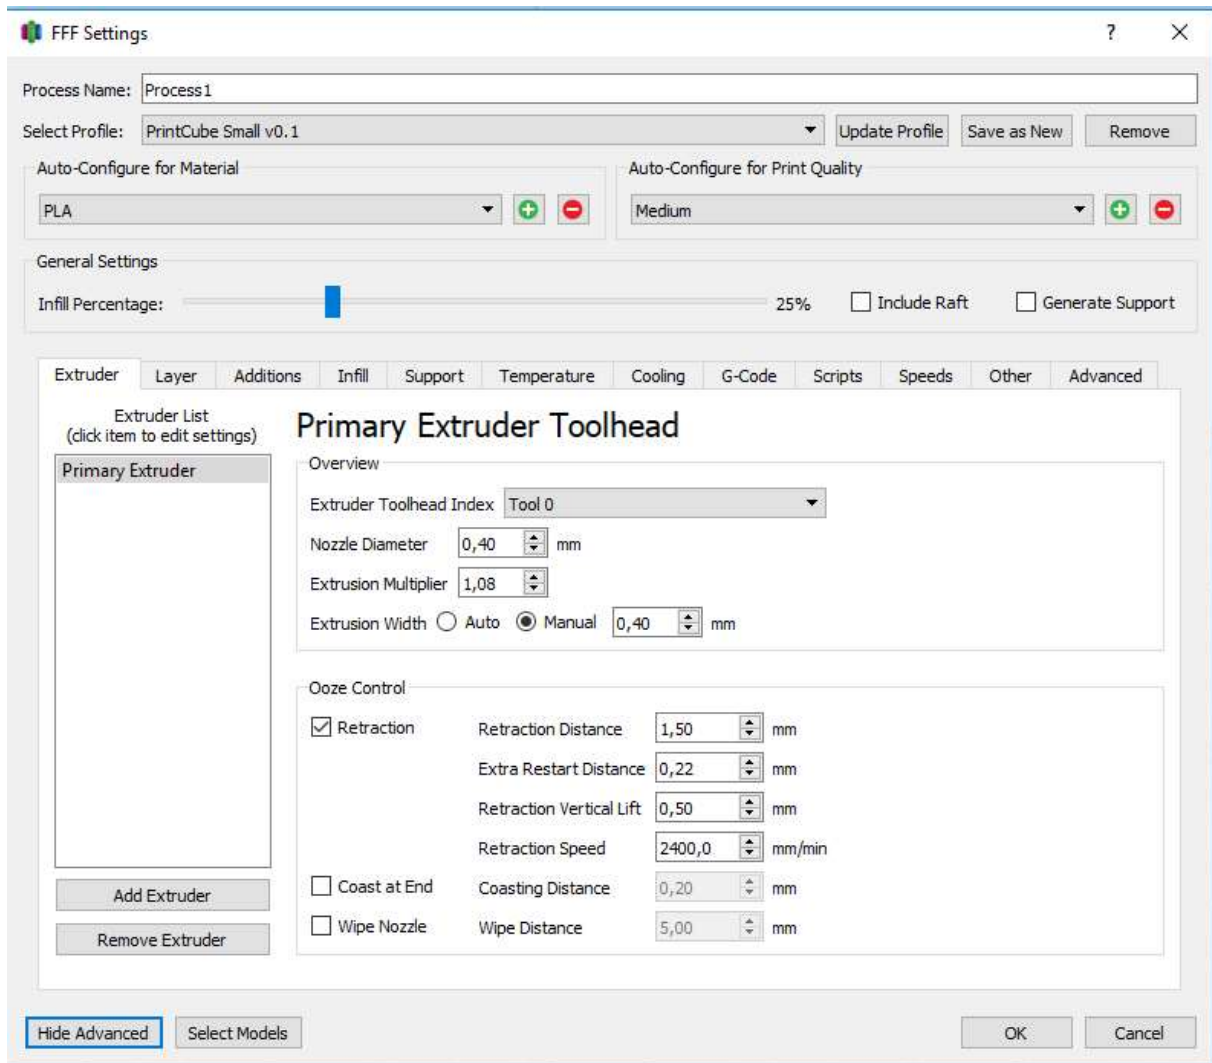 FFF Settings ?
Process Name: Process1
Select Profile: PrintCube Small v0.1 Update Profile Save as New Remove
Auto-Configure for Material Auto-Configure for Print Quality
PLA Medium
General Settings
Infill Percentage: 25% Include Raft Generate Support
Extruder Layer Additions Infill Support Temperature Cooling G-Code Scripts Speeds Other Advanced
Extruder List
(click item to edit settings)
Primary Extruder
Add Extruder
Remove Extruder
Primary Extruder Toolhead
Overview
Extruder Toolhead Index Tool 0
Nozzle Diameter 0,40 mm
Extrusion Multiplier 1,08
Extrusion Width Auto Manual 0,40 mm
Ooze Control
Retraction Retraction Distance 1,50 mm
Extra Restart Distance 0,22 mm
Retraction Vertical Lift 0,50 mm
Retraction Speed 2400,0 mm/min
Coast at End Coasting Distance 0,20 mm
Wipe Nozzle Wipe Distance 5,00 mm
Hide Advanced Select Models OK Cancel